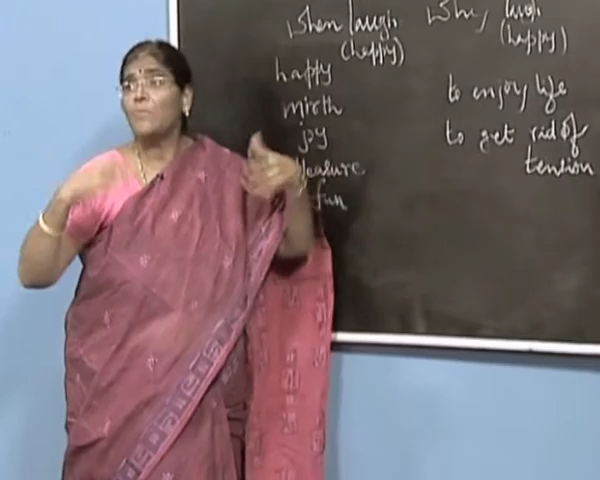 When laugh
(happy)
happy
mirth
joy
pleasure
fun
Why laugh
(happy)
to enjoy life
to get rid of
tension